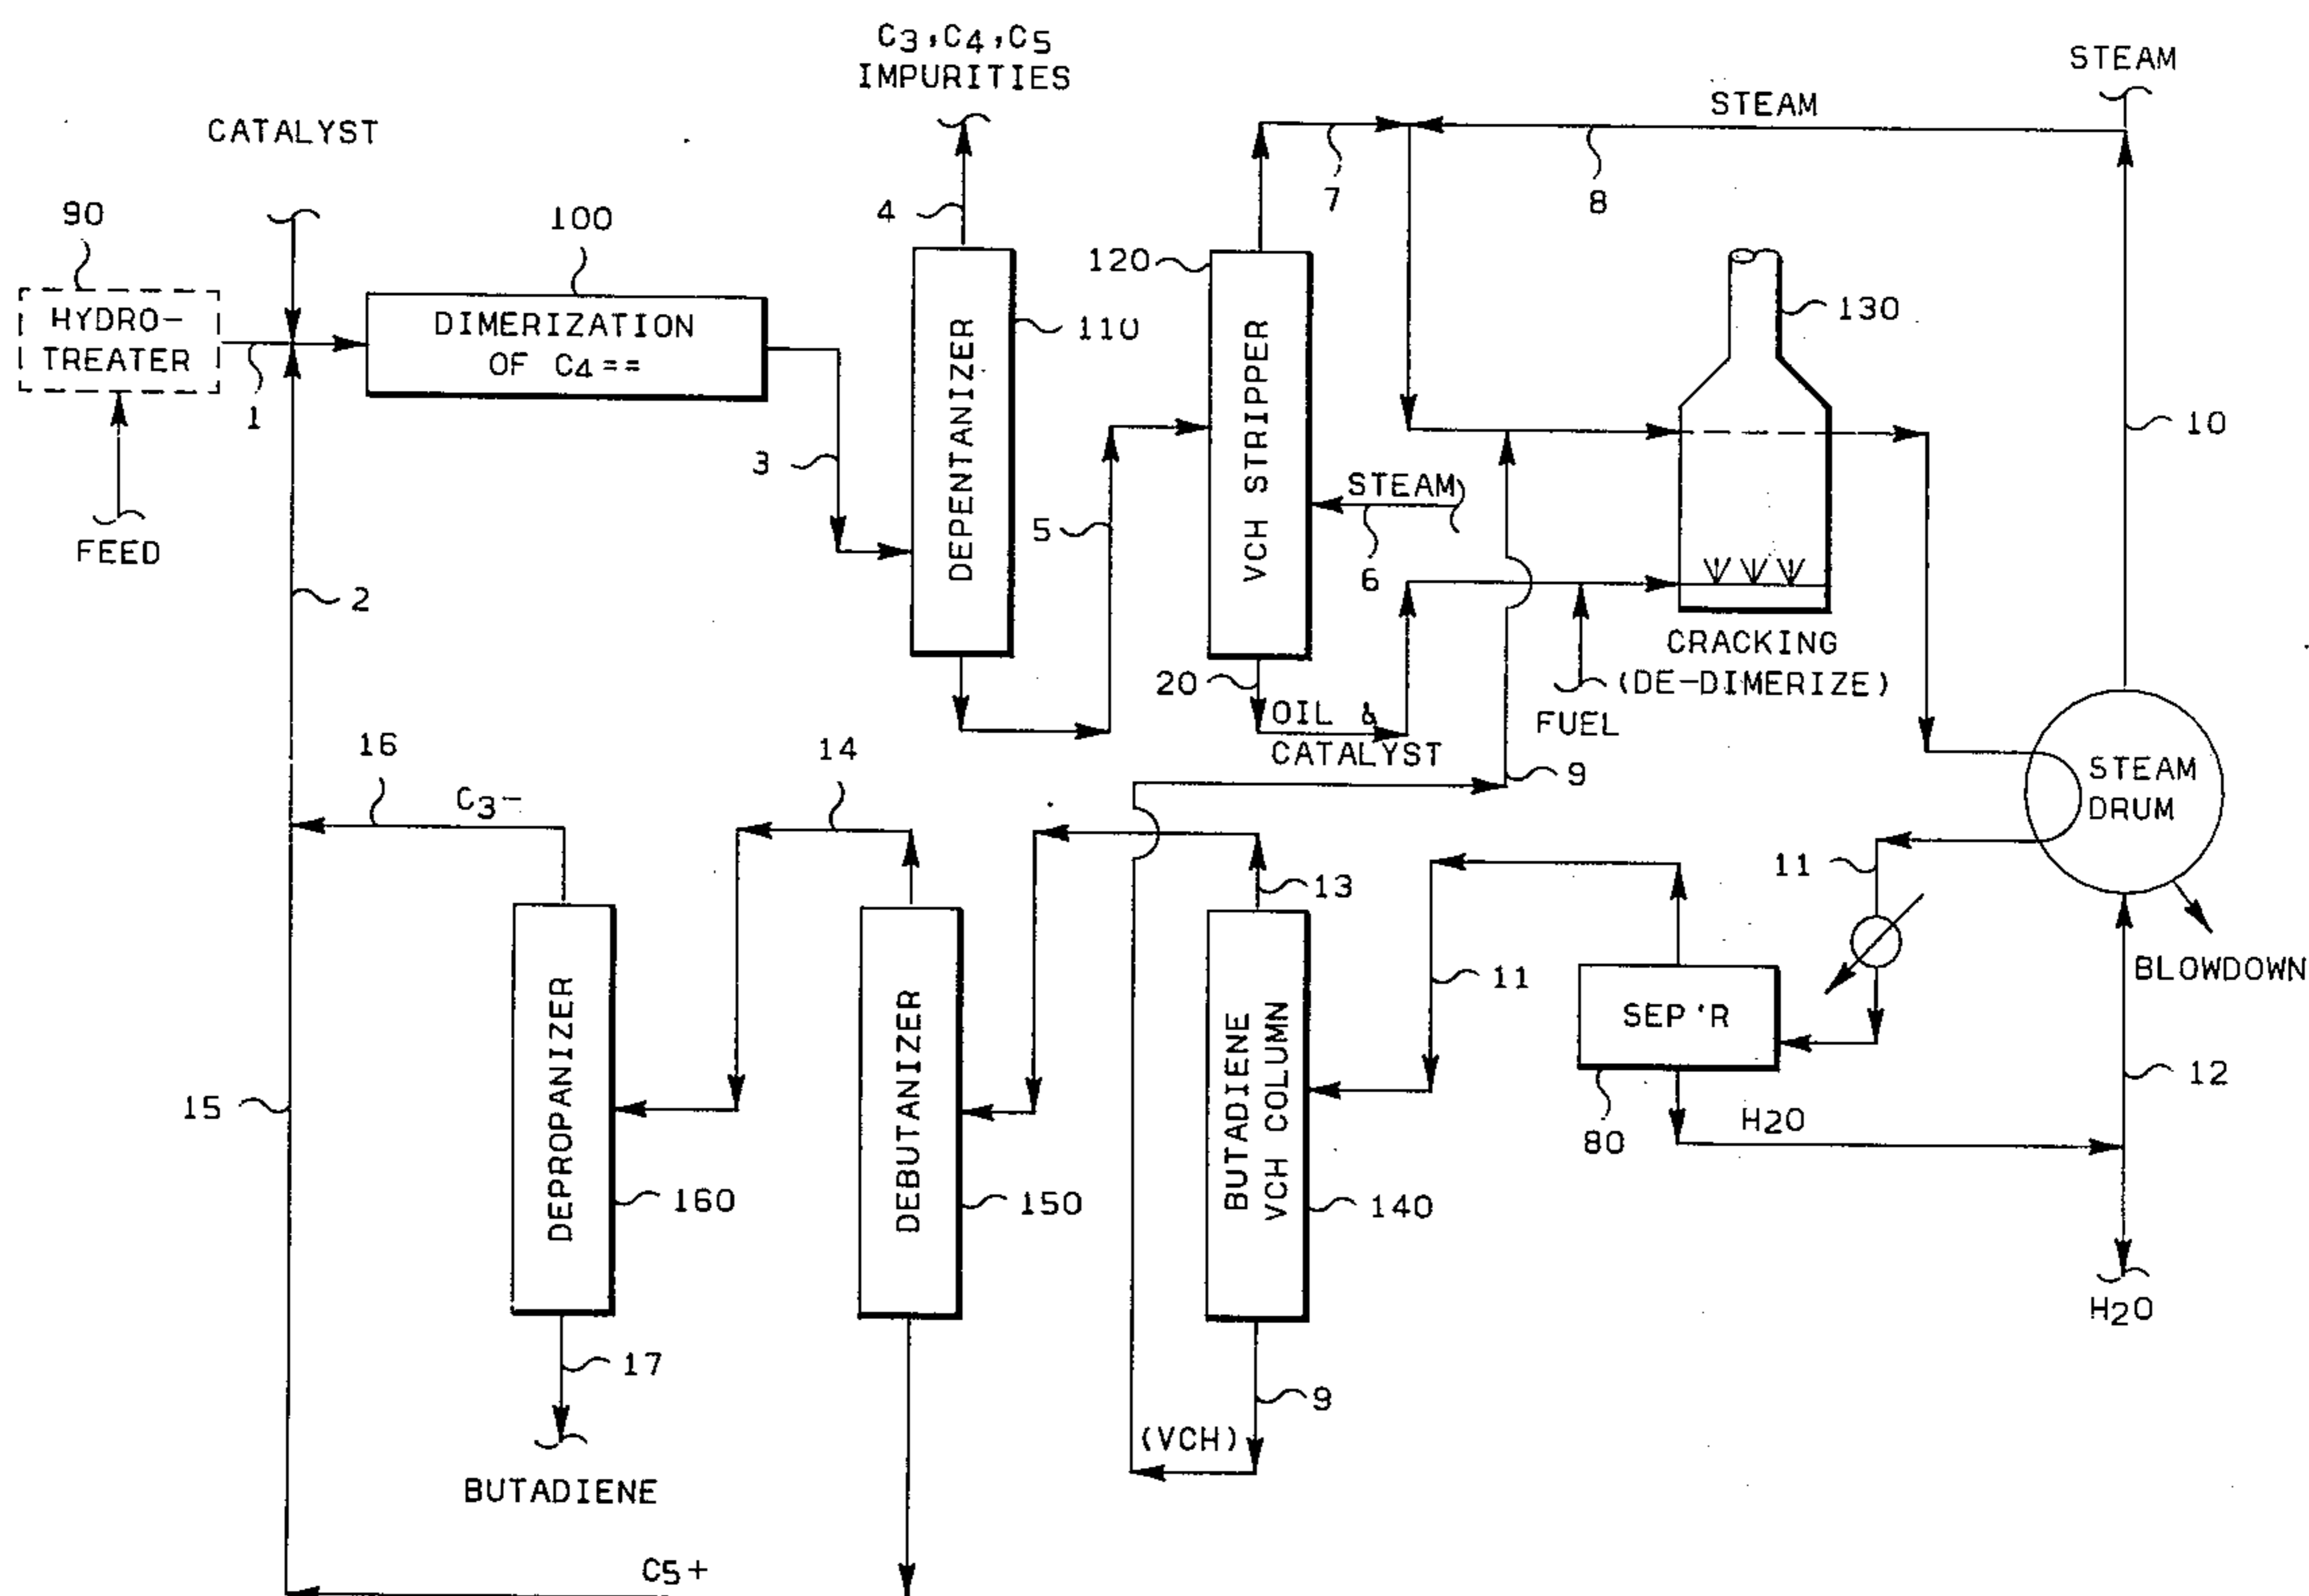 C3,C4,C5
IMPURITIES
STEAM
CATALYST
STEAM
7
8
90
100
4
120
HYDRO-
TREATER
DIMERIZATION
OF C4==
1
110
130
DEPENTANIZER
VCH STRIPPER
3
5
10
STEAM
6
FEED
2
CRACKING
(DE-DIMERIZE)
20
OIL &
CATALYST
FUEL
16
14
9
STEAM
DRUM
C3-
11
13
11
BLOWDOWN
SEP'R
DEPROPANIZER
DEBUTANIZER
BUTADIENE
VCH COLUMN
15
12
H2O
80
160
150
140
H2O
17
9
(VCH)
BUTADIENE
C5+